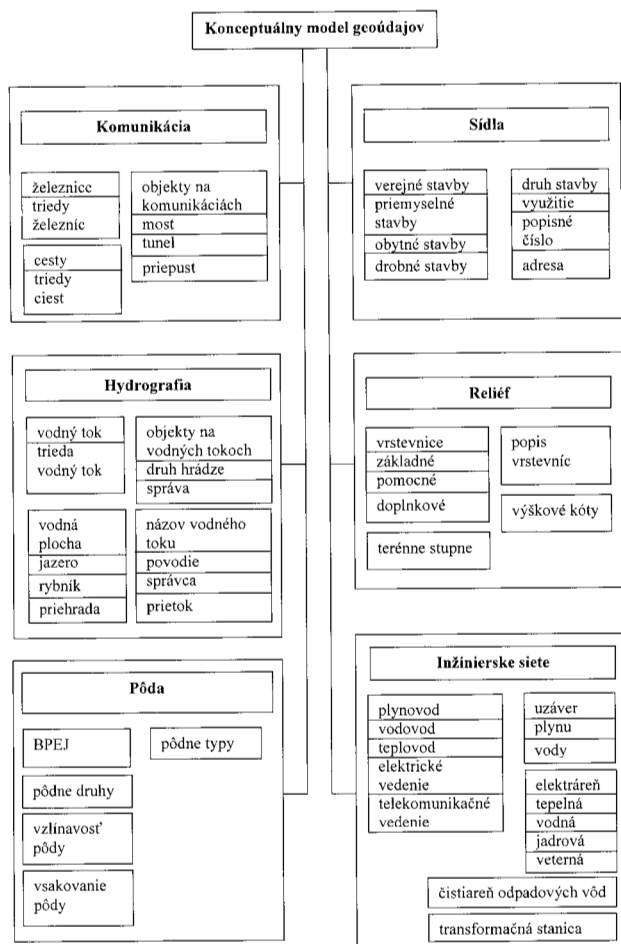 Konceptuálny model geoúdajov
Komunikácia
železnice
triedy
železníc
cesty
triedy
ciest
objekty na
komunikáciách
most
tunel
priepust
Sídla
verejné stavby
priemyselné
stavby
obytné stavby
drobné stavby
druh stavby
využitie
popisné
číslo
adresa
Hydrografia
vodný tok
trieda
vodný tok
objekty na
vodných tokoch
druh hrádze
správa
vodná
plocha
jazero
rybník
priehrada
názov vodného
toku
povodie
správca
prietok
Reliéf
vrstevnice
základné
pomocné
doplnkové
terénne stupne
popis
vrstevníc
výškové kóty
Pôda
BPEJ
pôdne druhy
vzlínavosť
pôdy
vsakovanie
pôdy
pôdne typy
Inžinierske siete
plynovod
vodovod
teplovod
elektrické
vedenie
telekomunikačné
vedenie
uzáver
plynu
vody
elektráreň
tepelná
vodná
jadrová
veterná
čistiareň odpadových vôd
transformačná stanica